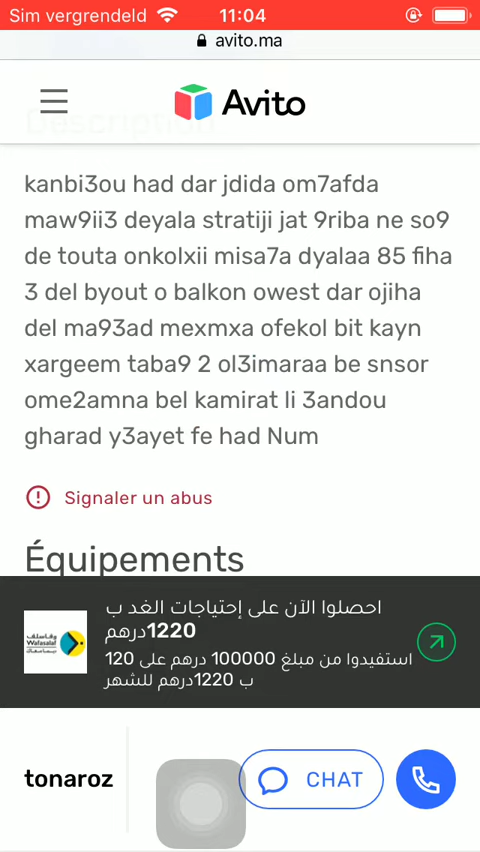 Sim vergrendeld 11:04
avito.ma
Avito
Description
kanbi3ou had dar jdida om7afda
maw9ii3 deyala stratiji jat 9riba ne so9
de touta onkolxii misa7a dyalaa 85 fiha
3 del byout o balkon owest dar ojiha
del ma93ad mexmxa ofekol bit kayn
xargeem taba9 2 ol3imaraa be snsor
ome2amna bel kamirat li 3andou
gharad y3ayet fe had Num
Signaler un abus
Équipements
احصلوا الآن على إحتياجات الغد ب
1220درهم
استفيدوا من مبلغ 100000 درهم على 120
ب 1220درهم للشهر
وفاسلف
Wafasalaf
tonaroz
CHAT